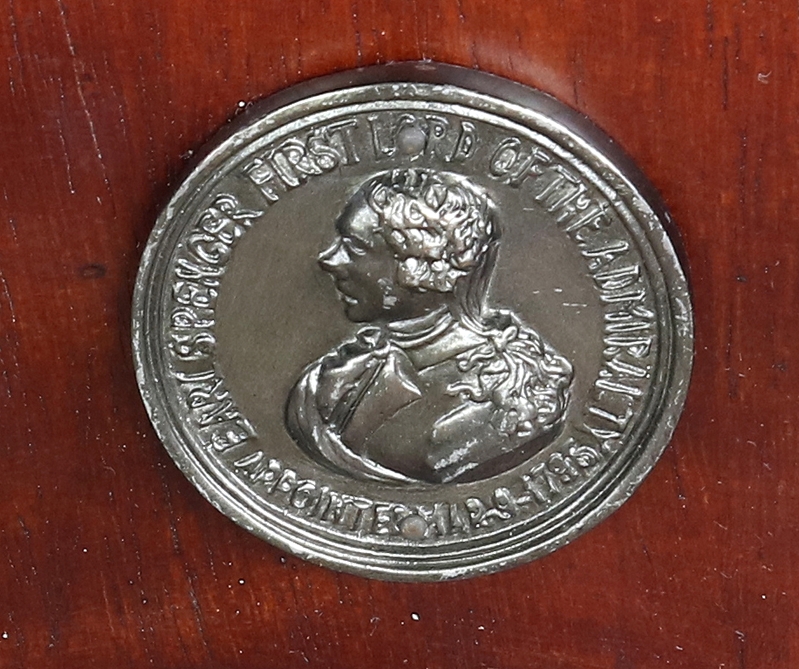 EARL SPENCER FIRST LORD OF THE ADMIRALTY
APPOINTED